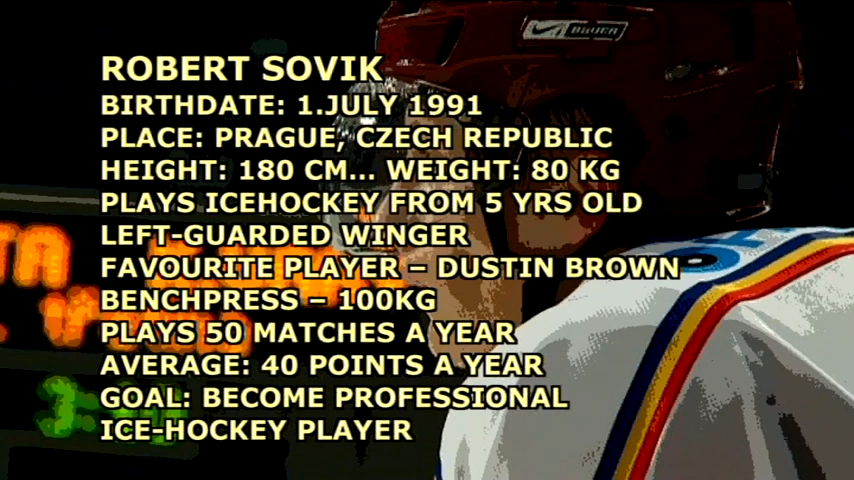 BAUER
ROBERT SOVIK
BIRTHDATE: 1.JULY 1991
PLACE: PRAGUE, CZECH REPUBLIC
HEIGHT: 180 CM... WEIGHT: 80 KG
PLAYS ICEHOCKEY FROM 5 YRS OLD
LEFT-GUARDED WINGER
FAVOURITE PLAYER – DUSTIN BROWN
BENCHPRESS – 100KG
PLAYS 50 MATCHES A YEAR
AVERAGE: 40 POINTS A YEAR
GOAL: BECOME PROFESSIONAL
ICE-HOCKEY PLAYER